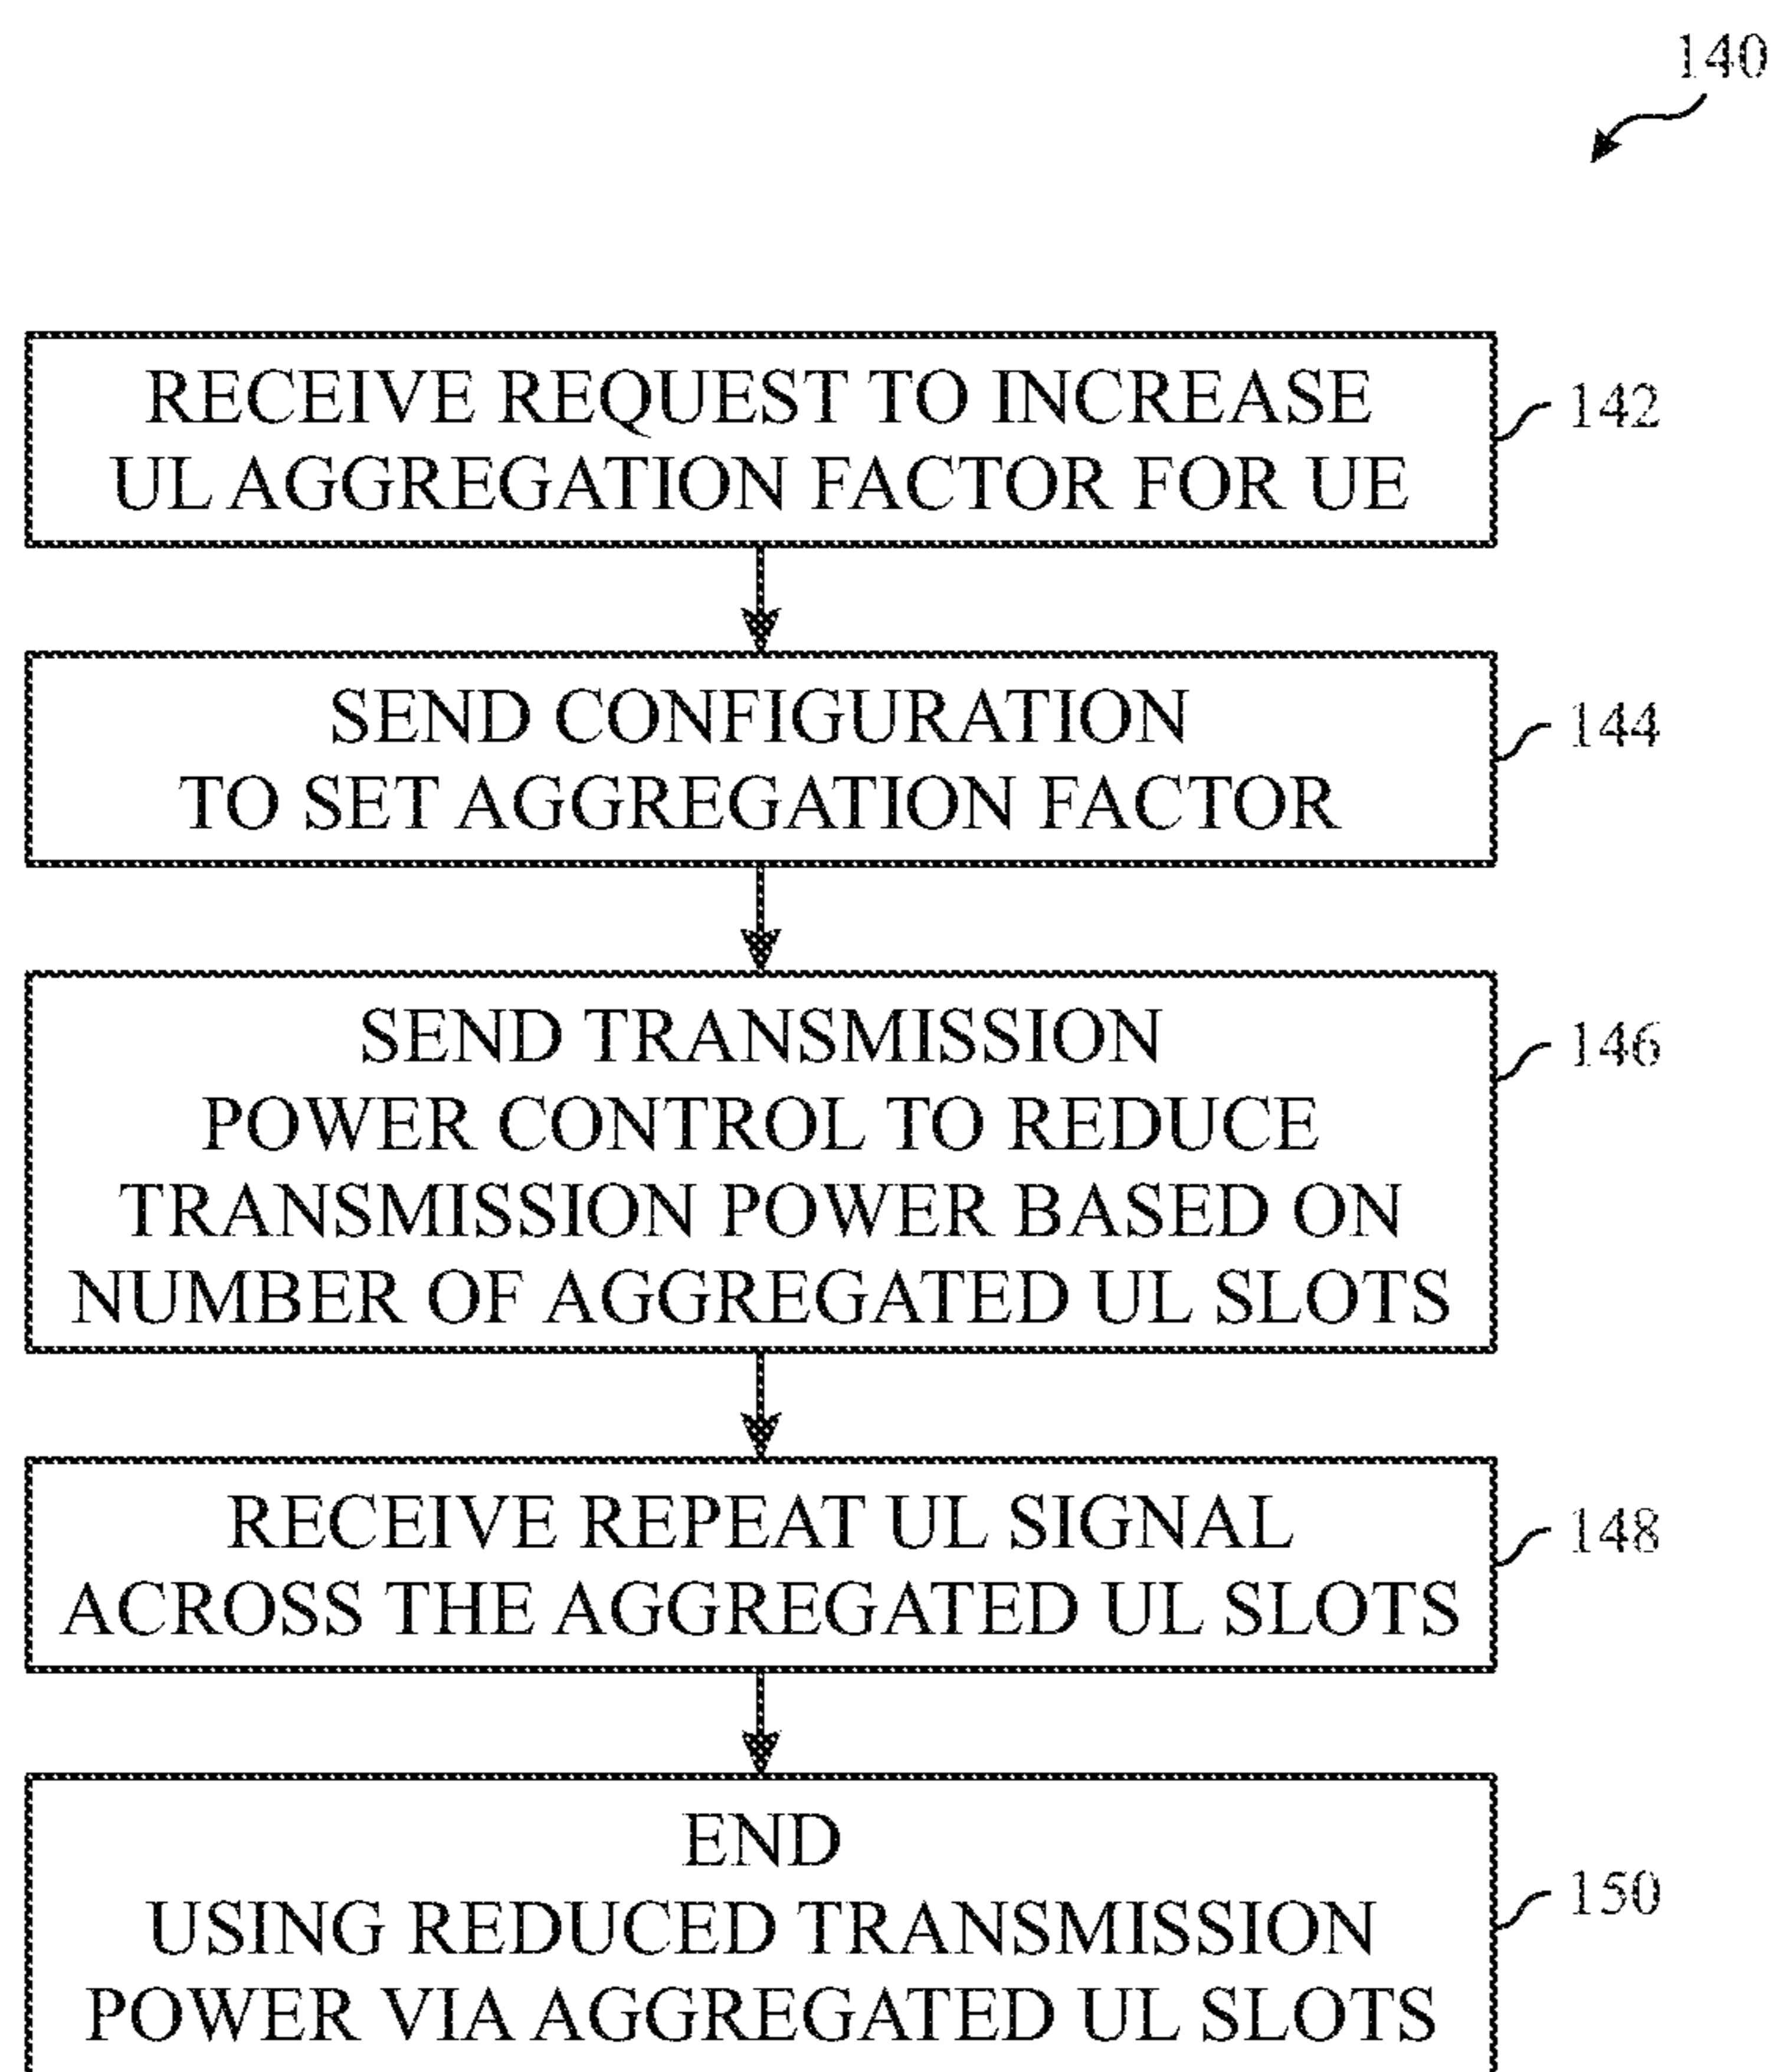 140
RECEIVE REQUEST TO INCREASE
UL AGGREGATION FACTOR FOR UE
142
SEND CONFIGURATION
TO SET AGGREGATION FACTOR
144
SEND TRANSMISSION
POWER CONTROL TO REDUCE
TRANSMISSION POWER BASED ON
NUMBER OF AGGREGATED UL SLOTS
146
RECEIVE REPEAT UL SIGNAL
ACROSS THE AGGREGATED UL SLOTS
148
END
USING REDUCED TRANSMISSION
POWER VIA AGGREGATED UL SLOTS
150